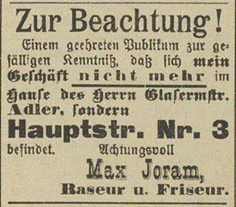 Zur Beachtung!
Einem geehrten Publikum zur ge-
fälligen Kenntniß, daß sich mein
Geschäft nicht mehr im
Hause des Herrn Glasermstr.
Adler, sondern
Hauptstr. Nr. 3
befindet. Achtungsvoll
Max Joram,
Raseur u. Friseur.